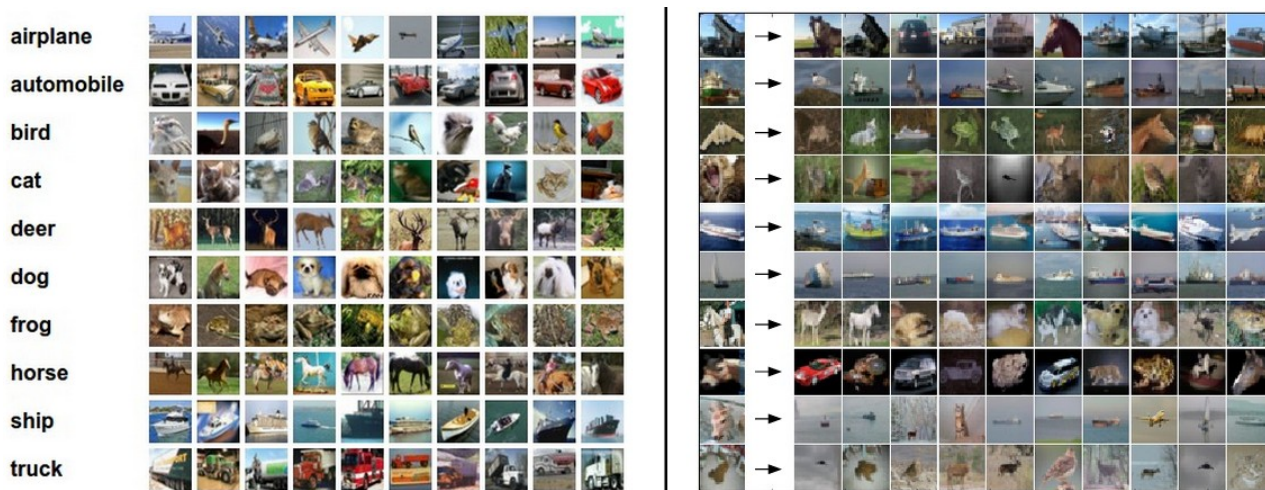 airplane
automobile
bird
cat
deer
dog
frog
horse
ship
truck